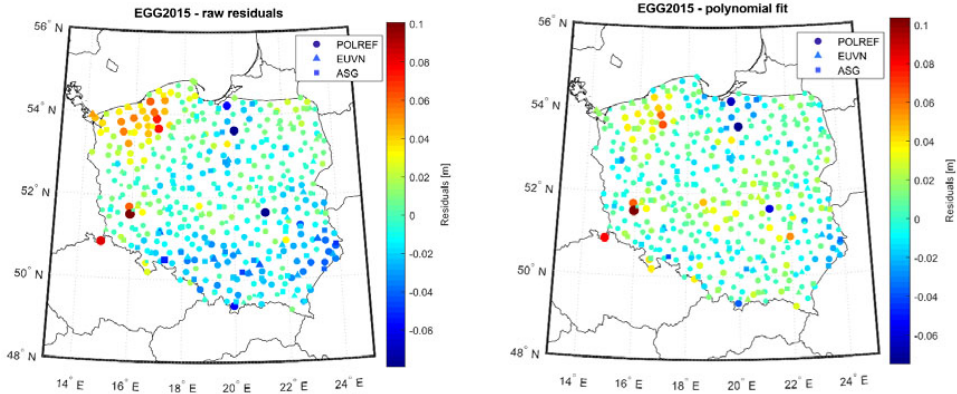 EGG2015 - raw residuals
56° N
54° N
52° N
50° N
48° N
14° E
16° E
18° E
20° E
22° E
24° E
POLREF
EUVN
ASG
0.1
0.08
0.06
0.04
0.02
0
-0.02
-0.04
-0.06
-0.08
Residuals [m]
EGG2015 - polynomial fit
56° N
54° N
52° N
50° N
48° N
14° E
16° E
18° E
20° E
22° E
24° E
POLREF
EUVN
ASG
0.1
0.08
0.06
0.04
0.02
0
-0.02
-0.04
-0.06
Residuals [m]